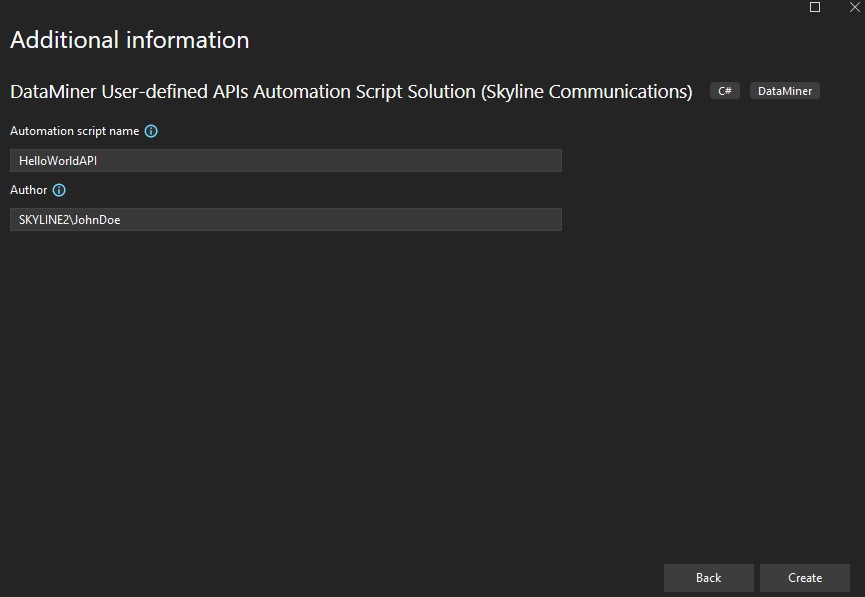 Additional information
DataMiner User-defined APIs Automation Script Solution (Skyline Communications) C# DataMiner
Automation script name
HelloWorldAPI
Author
SKYLINE2\JohnDoe
Back Create